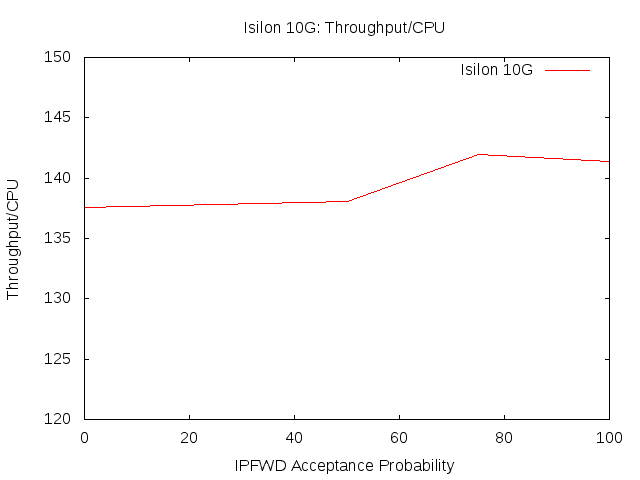 Isilon 10G: Throughput/CPU
Isilon 10G
150
145
140
135
130
125
120
Throughput/CPU
0 20 40 60 80 100
IPFWD Acceptance Probability